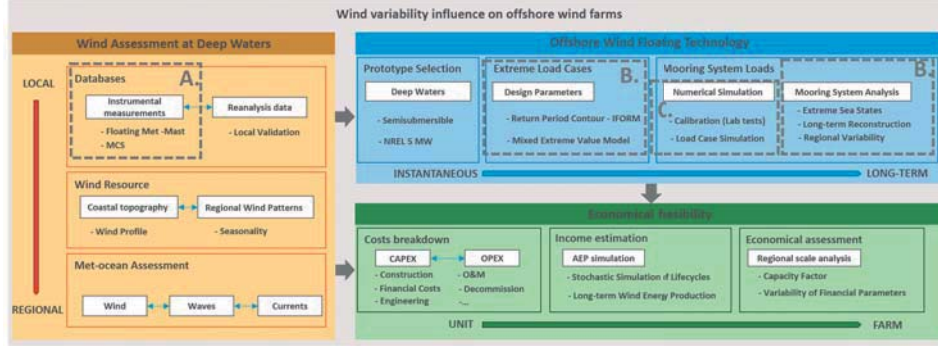 Wind variability influence on offshore wind farms
Wind Assessment at Deep Waters
LOCAL
REGIONAL
Databases
A.
Instrumental
measurements
Reanalysis data
- Floating Met -Mast
- MCS
- Local Validation
Wind Resource
Coastal topography
Regional Wind Patterns
- Wind Profile
- Seasonality
Met-ocean Assessment
Wind
Waves
Currents
Offshore Wind Floatng Technology
Prototype Selection
Deep Waters
- Semisubmersible
- NREL 5 MW
Extreme Load Cases
B.
Design Parameters
- Return Period Contour - IFORM
- Mixed Extreme Value Model
Mooring System Loads
B.
Numerical Simulation
C.
- Calibration (Lab tests)
- Load Case Simulation
Mooring System Analysis
- Extreme Sea States
- Long-term Reconstruction
- Regional Variability
INSTANTANEOUS
LONG-TERM
Economical fesibility
Costs breakdown
CAPEX
OPEX
- Construction
- Financial Costs
- Engineering
- O&M
- Decommission
-...
Income estimation
AEP simulation
- Stochastic Simulation of Lifecycles
- Long-term Wind Energy Production
Economical assessment
Regional scale analysis
- Capacity Factor
- Variability of Financial Parameters
UNIT
FARM